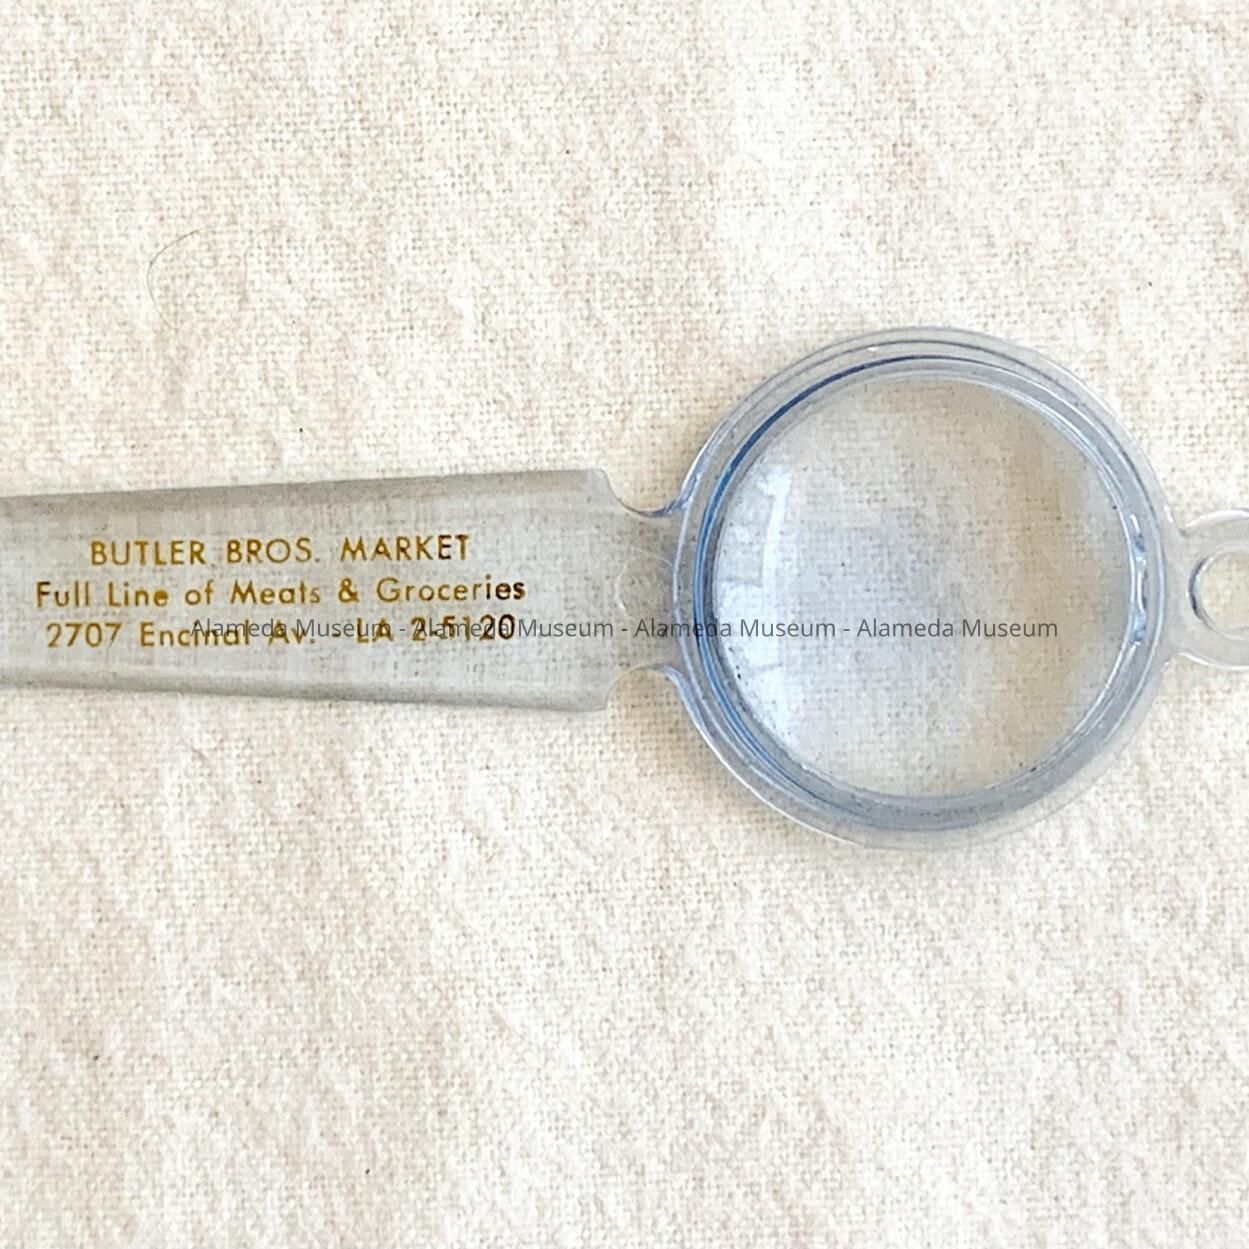 BUTLER BROS. MARKET
Full Line of Meats & Groceries
2707 Encinal Av. - LA 2-5120
Alameda Museum - Alameda Museum - Alameda Museum - Alameda Museum